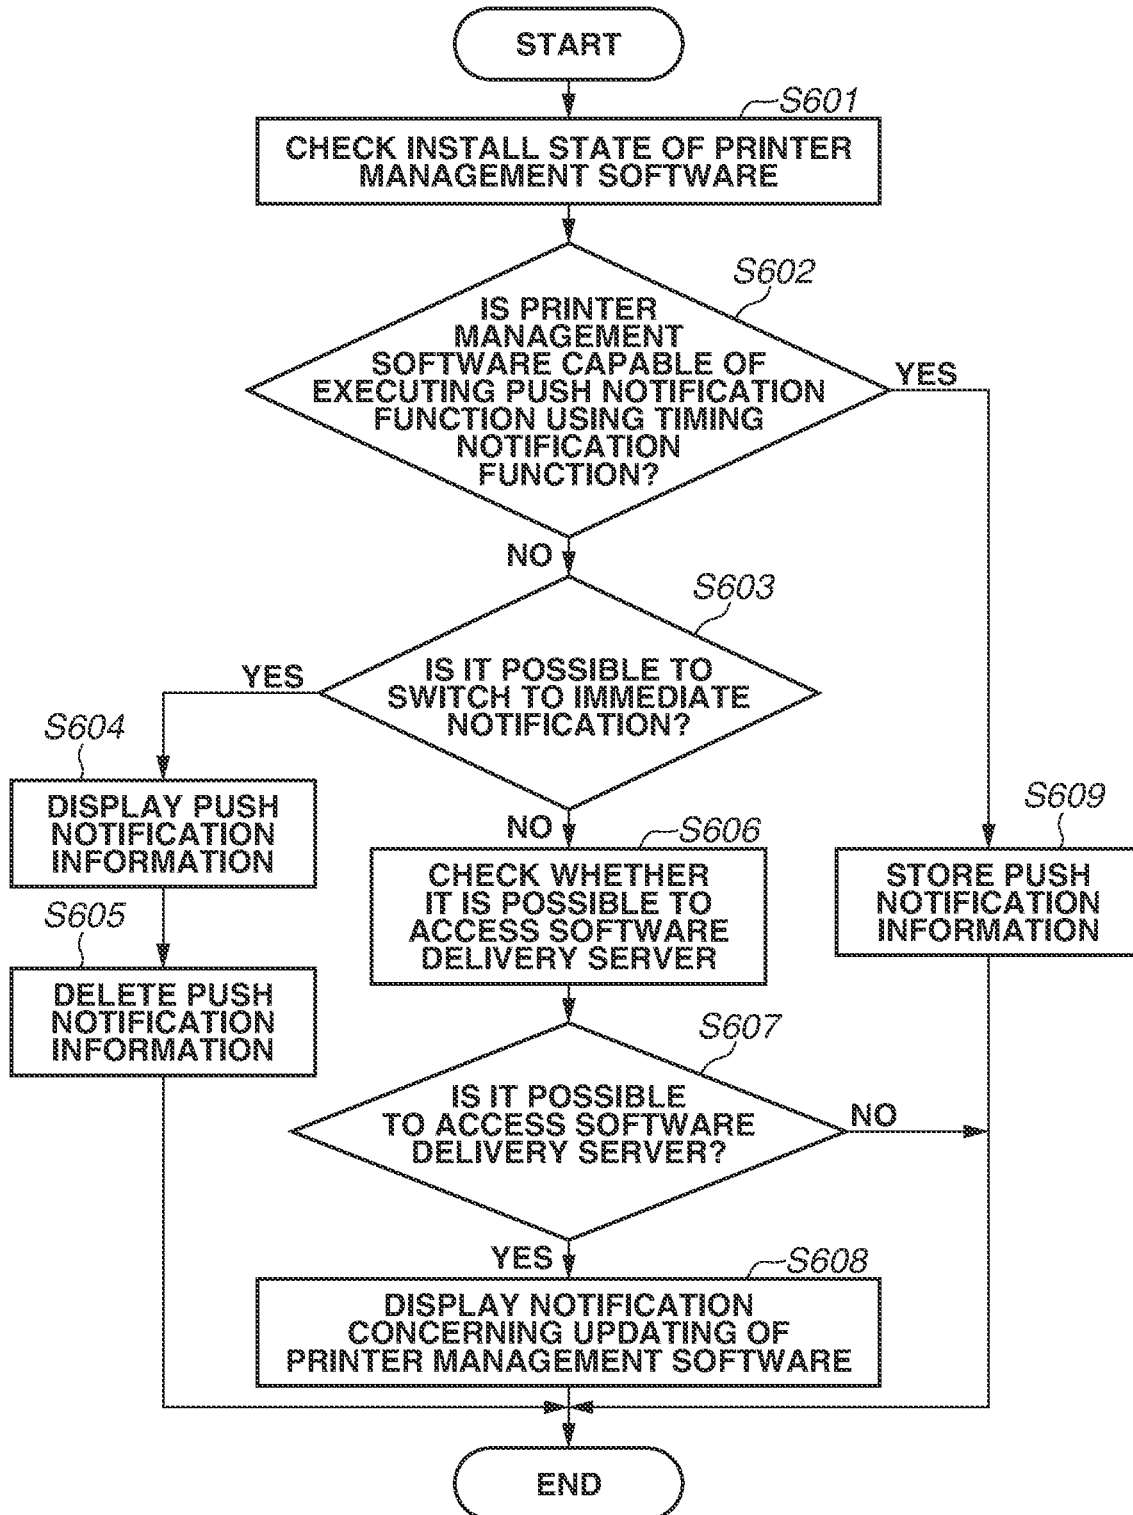 START
S601
CHECK INSTALL STATE OF PRINTER
MANAGEMENT SOFTWARE
S602
IS PRINTER
MANAGEMENT
SOFTWARE CAPABLE OF
EXECUTING PUSH NOTIFICATION
FUNCTION USING TIMING
NOTIFICATION
FUNCTION?
YES
NO
S603
IS IT POSSIBLE TO
SWITCH TO IMMEDIATE
NOTIFICATION?
YES
S604
DISPLAY PUSH
NOTIFICATION
INFORMATION
S605
DELETE PUSH
NOTIFICATION
INFORMATION
NO
S606
CHECK WHETHER
IT IS POSSIBLE TO
ACCESS SOFTWARE
DELIVERY SERVER
S609
STORE PUSH
NOTIFICATION
INFORMATION
S607
IS IT POSSIBLE
TO ACCESS SOFTWARE
DELIVERY SERVER?
NO
YES
S608
DISPLAY NOTIFICATION
CONCERNING UPDATING OF
PRINTER MANAGEMENT SOFTWARE
END